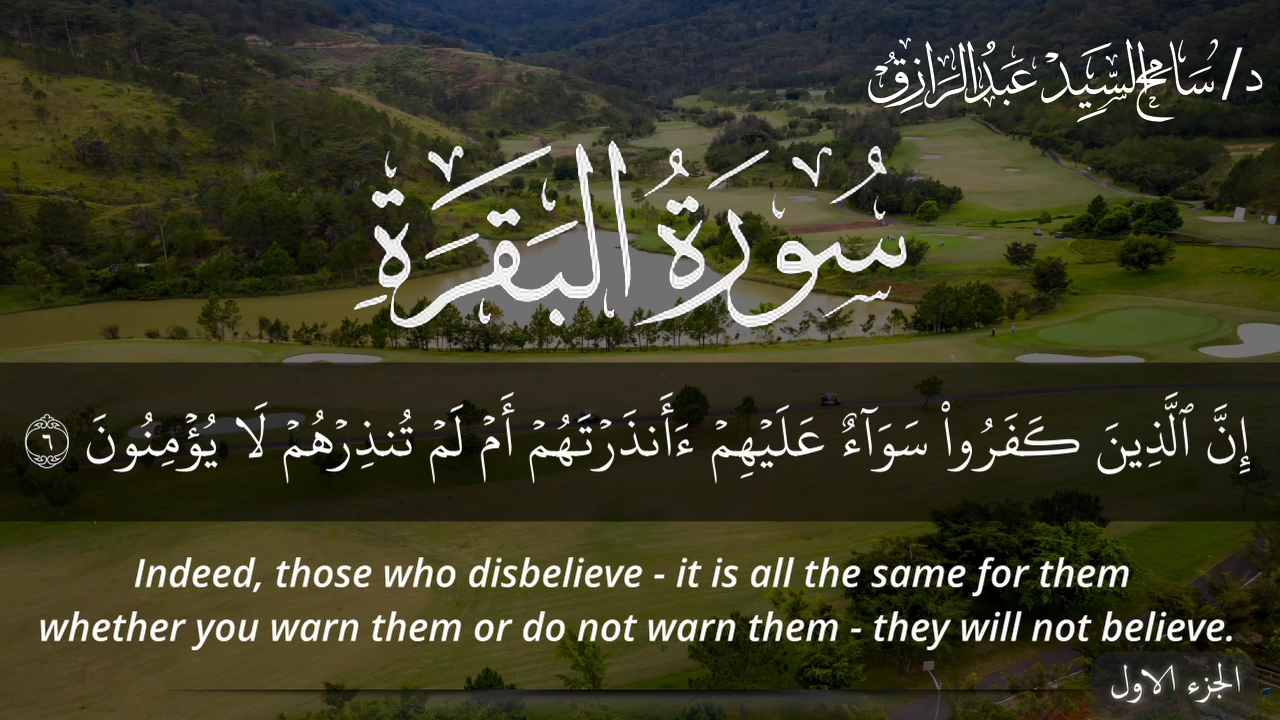 د/ سَامِح السَّيِّدْ عَبْدُالرَّازِقُ
سُورَةُ البَقَرَةِ
إِنَّ ٱلَّذِينَ كَفَرُوا۟ سَوَآءٌ عَلَيْهِمْ ءَأَنذَرْتَهُمْ أَمْ لَمْ تُنذِرْهُمْ لَا يُؤْمِنُونَ ٦
Indeed, those who disbelieve - it is all the same for them
whether you warn them or do not warn them - they will not believe.
الجزء الاول